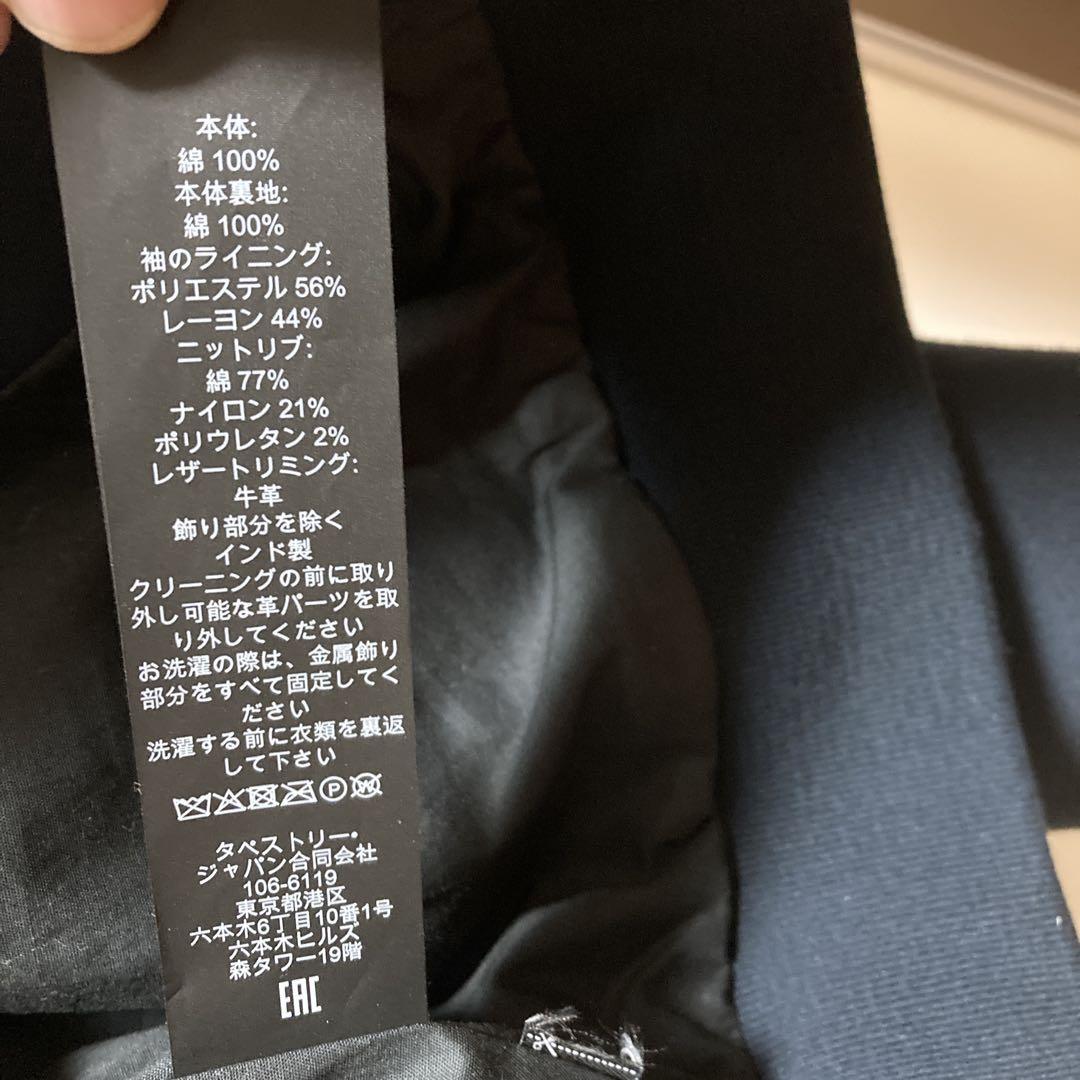 本体:
綿 100%
本体裏地:
綿 100%
袖のライニング:
ポリエステル 56%
レーヨン 44%
ニットリブ:
綿 77%
ナイロン 21%
ポリウレタン 2%
レザートリミング:
牛革
飾り部分を除く
インド製
クリーニングの前に取り
外し可能な革パーツを取
り外してください
お洗濯の際は、金属飾り
部分をすべて固定してく
ださい
洗濯する前に衣類を裏返
して下さい
P W
タペストリー・
ジャパン合同会社
106-6119
東京都港区
六本木6丁目10番1号
六本木ヒルズ
森タワー19階
EAC